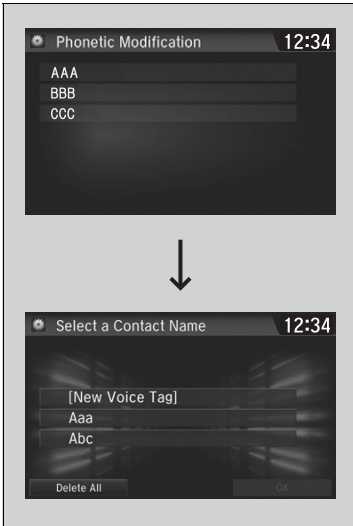 Phonetic Modification 12:34
AAA
BBB
CCC
Select a Contact Name 12:34
[New Voice Tag]
Aaa
Abc
Delete All OK